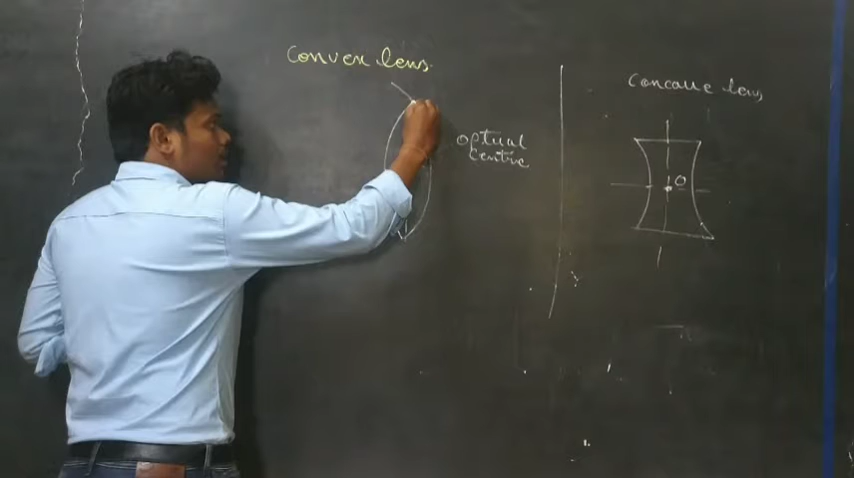 Convex lens.
optical
centre
Concave lens
O